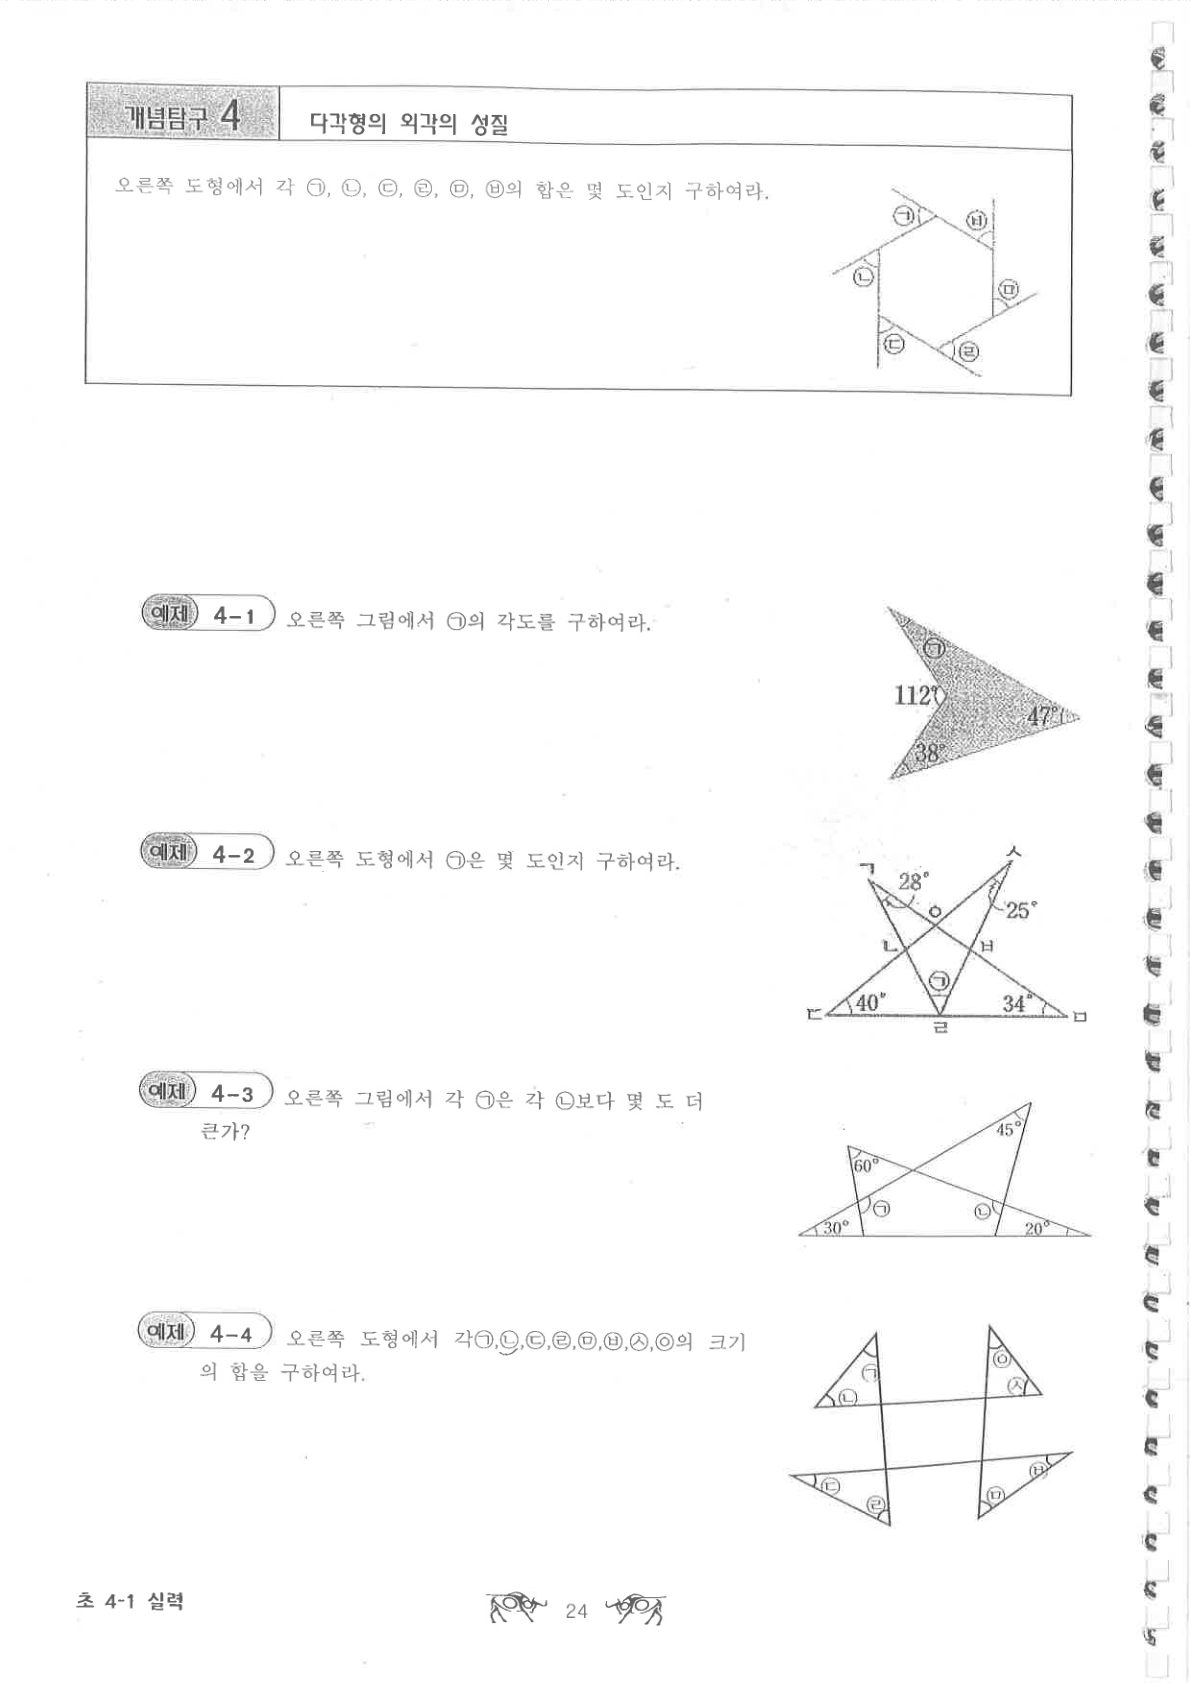 개념탐구 4
다각형의 외각의 성질
오른쪽 도형에서 각 ㉠, ㉡, ㉢, ㉣, ㉤, ㉥의 합은 몇 도인지 구하여라.
㉠
㉥
㉡
㉤
㉢
㉣
예제 4-1 오른쪽 그림에서 ㉠의 각도를 구하여라.
㉠
112°
47°
38°
예제 4-2 오른쪽 도형에서 ㉠은 몇 도인지 구하여라.
ㄱ
ㅅ
28°
ㅇ
25°
ㄴ
ㅂ
㉠
40°
34°
ㄷ
ㅁ
ㄹ
예제 4-3 오른쪽 그림에서 각 ㉠은 각 ㉡보다 몇 도 더
큰가?
45°
60°
㉠
㉡
30°
20°
예제 4-4 오른쪽 도형에서 각㉠,㉡,㉢,㉣,㉤,㉥,㉦,㉧의 크기
의 합을 구하여라.
㉧
㉠
㉦
㉡
㉥
㉢
㉤
㉣
초 4-1 실력
24